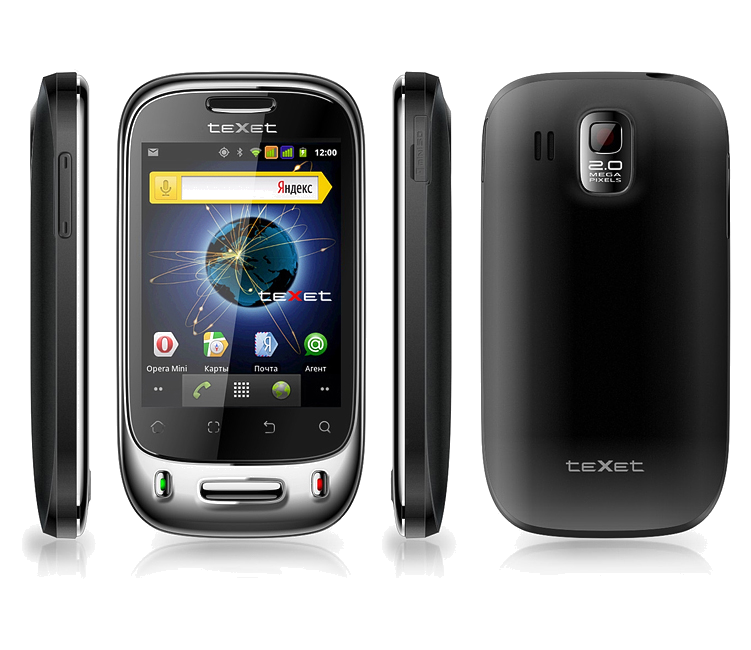 teXet
12:00
Яндекс
teXet
Opera Mini
Карты
Почта
Агент
2.0
MEGA
PIXELS
teXet